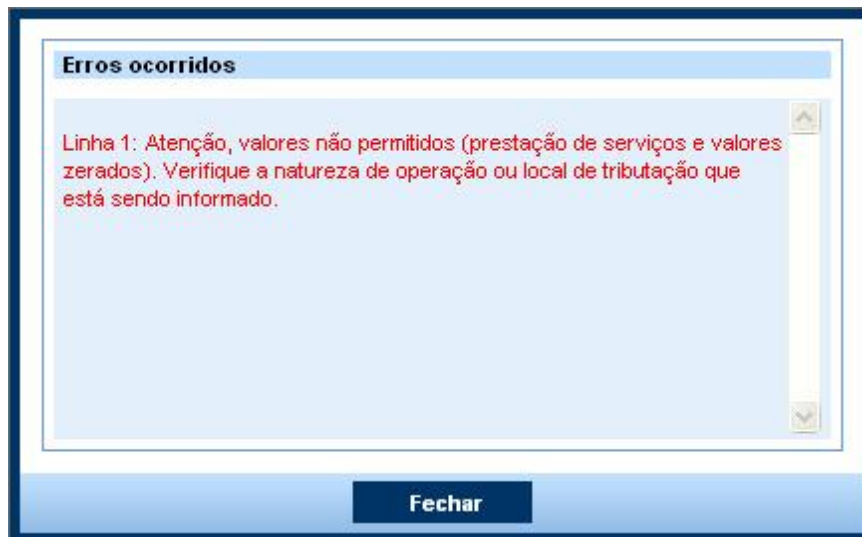 Erros ocorridos
Linha 1: Atenção, valores não permitidos (prestação de serviços e valores
zerados). Verifique a natureza de operação ou local de tributação que
está sendo informado.
Fechar